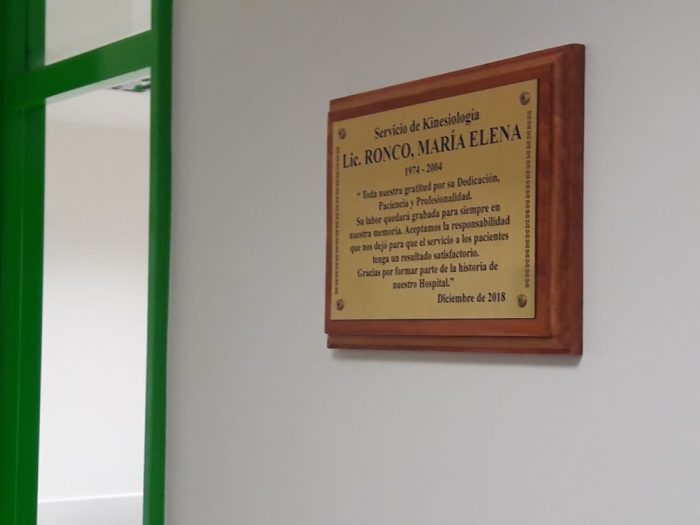 Servicio de Kinesiología
Lic. RONCO, MARÍA ELENA
1974 - 2004
" Toda nuestra gratitud por su Dedicación,
Paciencia y Profesionalidad.
Su labor quedará grabada para siempre en
nuestra memoria. Aceptamos la responsabilidad
que nos dejó para que el servicio a los pacientes
tenga un resultado satisfactorio.
Gracias por formar parte de la historia de
nuestro Hospital."
Diciembre de 2018